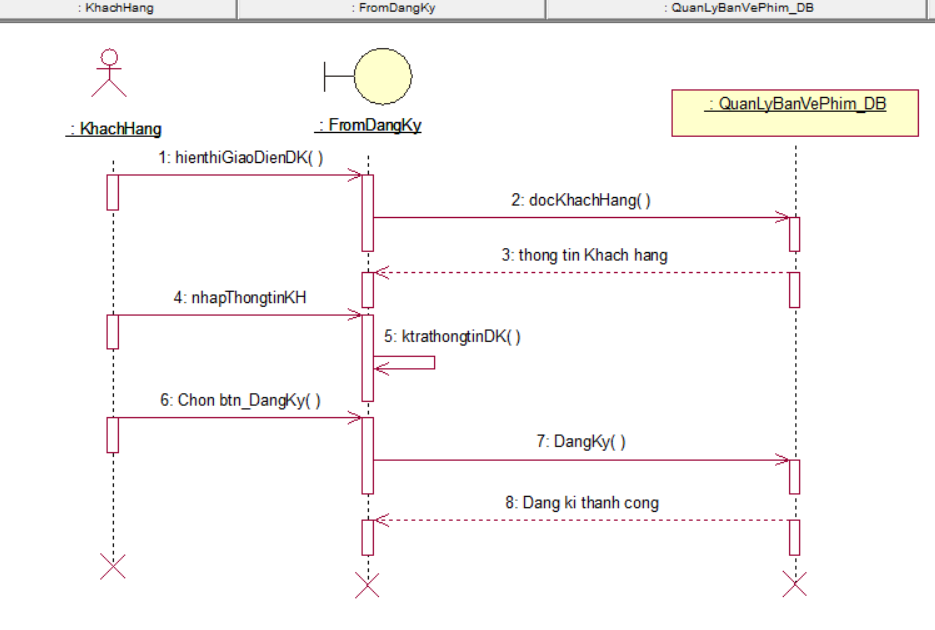 : KhachHang
: FromDangKy
: QuanLyBanVePhim_DB
: KhachHang
: FromDangKy
: QuanLyBanVePhim_DB
1: hienthiGiaoDienDK( )
2: docKhachHang( )
3: thong tin Khach hang
4: nhapThongtinKH
5: ktrathongtinDK( )
6: Chon btn_DangKy( )
7: DangKy( )
8: Dang ki thanh cong